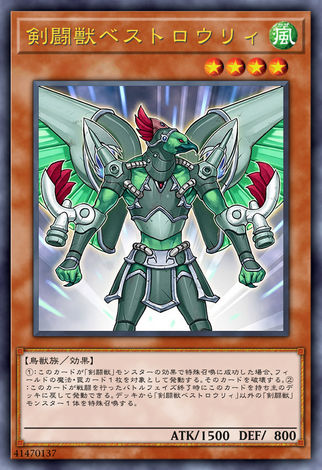 剣闘獣ベストロウリィ 風
【鳥獣族/効果】
①:このカードが「剣闘獣」モンスターの効果で特殊召喚に成功した場合、フィ
ールドの魔法・罠カード1枚を対象として発動する。そのカードを破壊する。②
:このカードが戦闘を行ったバトルフェイズ終了時にこのカードを持ち主のデ
ッキに戻して発動できる。デッキから「剣闘獣ベストロウリィ」以外の「剣闘獣」
モンスター1体を特殊召喚する。
ATK/1500 DEF/ 800
41470137